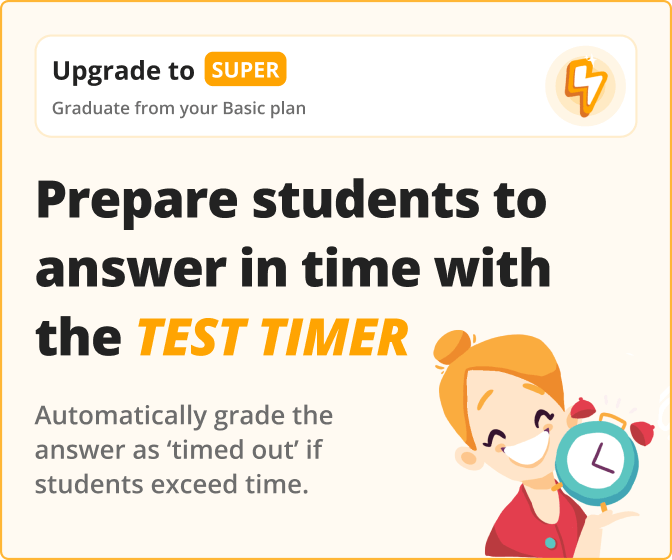 Upgrade to SUPER
Graduate from your Basic plan
Prepare students to
answer in time with
the TEST TIMER
Automatically grade the
answer as ‘timed out’ if
students exceed time.